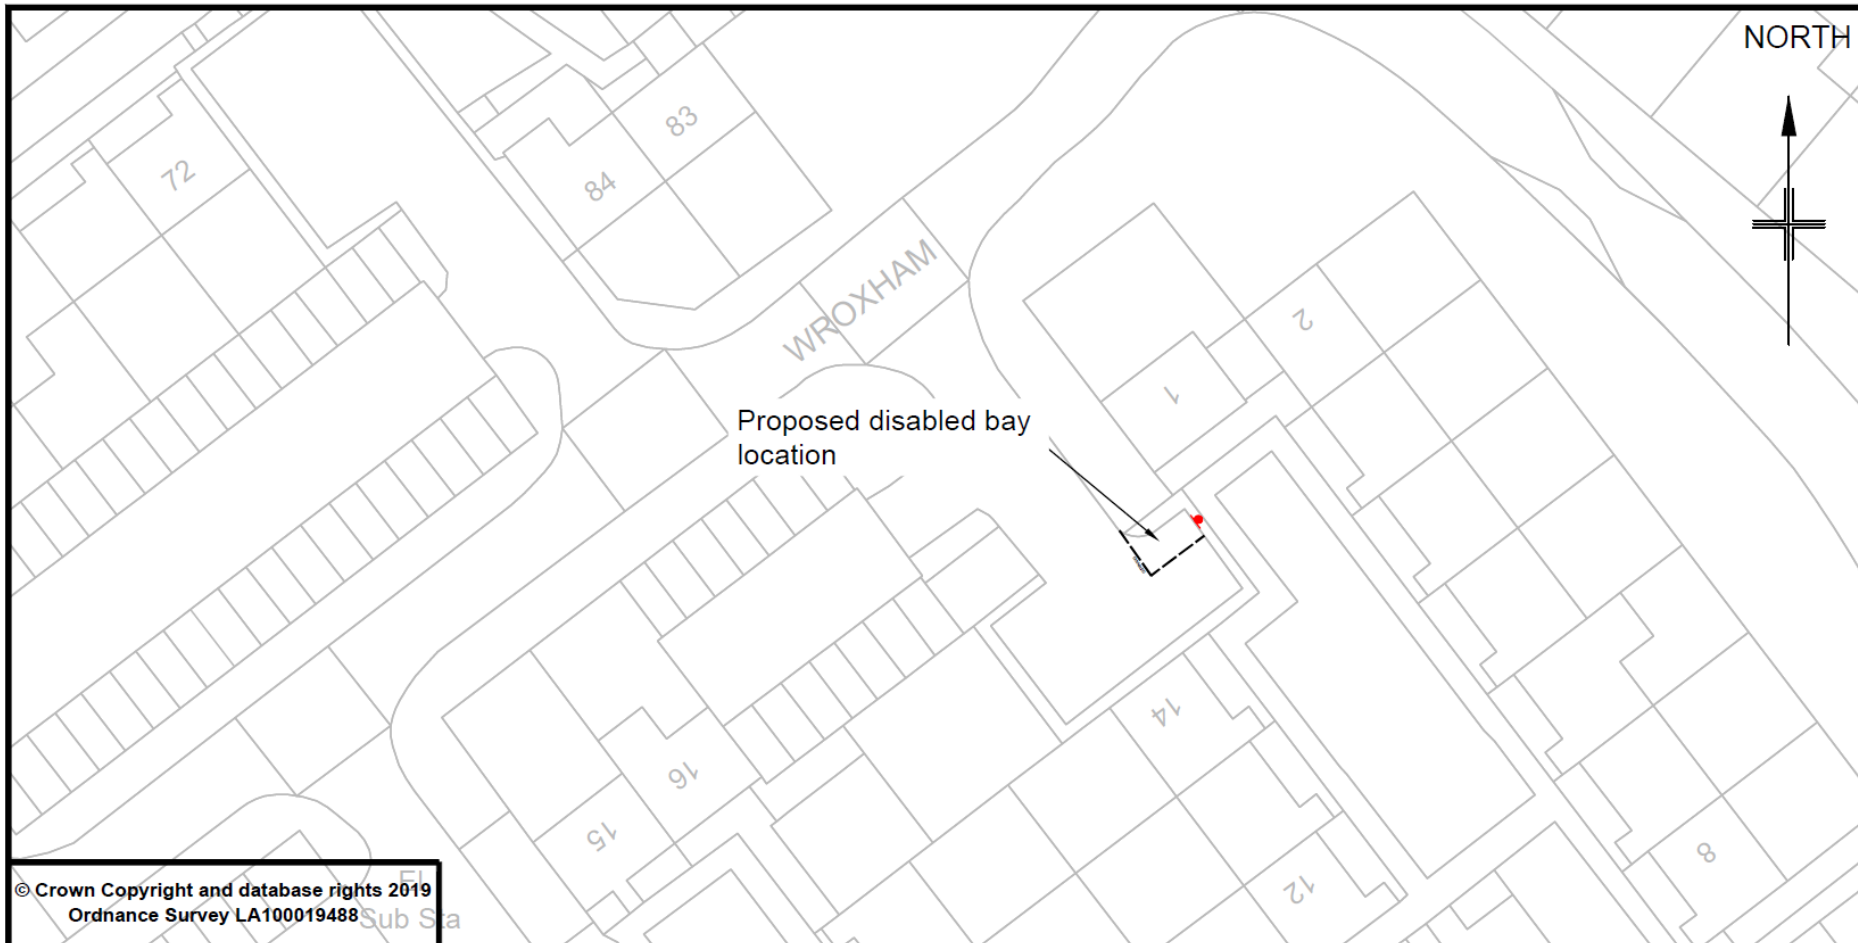 NORTH
83
72
84
WROXHAM
2
1
Proposed disabled bay
location
14
16
15
8
12
El
© Crown Copyright and database rights 2019
Ordnance Survey LA100019488
Sub Sta